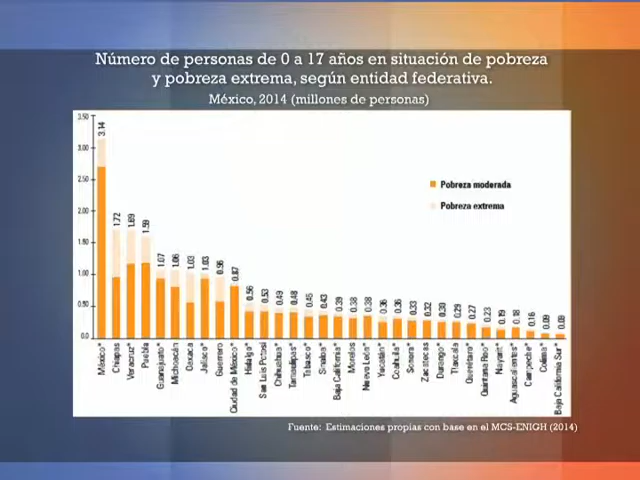 Número de personas de 0 a 17 años en situación de pobreza
y pobreza extrema, según entidad federativa.
México, 2014 (millones de personas)
3.50
3.00
2.50
2.00
1.50
1.00
0.50
0.0
Pobreza moderada
Pobreza extrema
3.14
1.72
1.69
1.59
1.07
1.06
1.03
1.03
0.96
0.87
0.56
0.53
0.49
0.48
0.45
0.43
0.39
0.38
0.38
0.36
0.36
0.33
0.32
0.30
0.29
0.27
0.23
0.19
0.18
0.16
0.09
0.09
México*
Chiapas
Veracruz*
Puebla
Guanajuato*
Michoacán
Oaxaca
Jalisco*
Guerrero
Ciudad de México*
Hidalgo*
San Luis Potosí
Chihuahua*
Tamaulipas*
Tabasco*
Sinaloa*
Baja California*
Morelos
Nuevo León*
Yucatán*
Coahuila*
Sonora*
Zacatecas
Durango*
Tlaxcala
Querétaro*
Quintana Roo*
Nayarit*
Aguascalientes*
Campeche*
Colima*
Baja California Sur*
Fuente: Estimaciones propias con base en el MCS-ENIGH (2014)